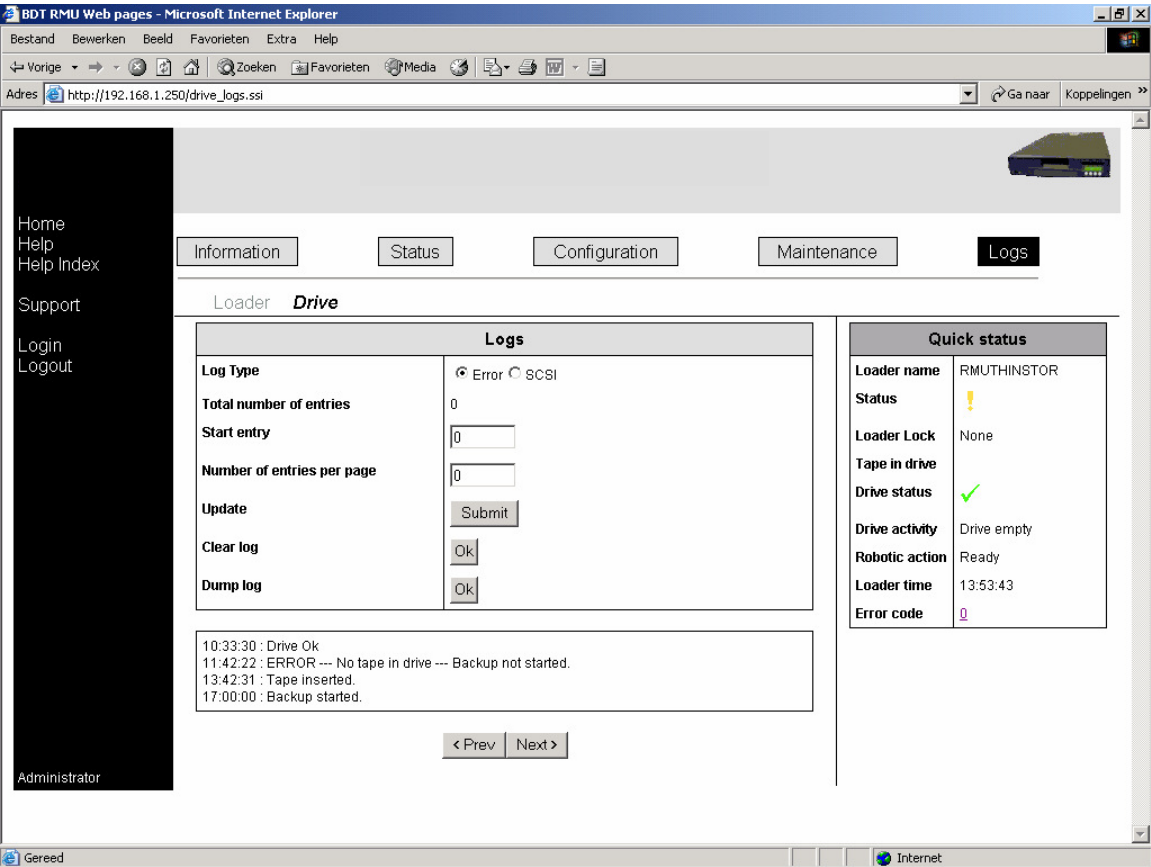 BDT RMU Web pages - Microsoft Internet Explorer
Bestand Bewerken Beeld Favorieten Extra Help
Vorige Zoeken Favorieten Media
Adres http://192.168.1.250/drive_logs.ssi Ga naar Koppelingen »
Home
Help
Help Index
Support
Login
Logout
Administrator
Information Status Configuration Maintenance Logs
Loader Drive
Logs
Log Type Error SCSI
Total number of entries 0
Start entry 0
Number of entries per page 0
Update Submit
Clear log Ok
Dump log Ok
10:33:30 : Drive Ok
11:42:22 : ERROR --- No tape in drive --- Backup not started.
13:42:31 : Tape inserted.
17:00:00 : Backup started.
< Prev Next >
Quick status
Loader name RMUTHINSTOR
Status
Loader Lock None
Tape in drive
Drive status
Drive activity Drive empty
Robotic action Ready
Loader time 13:53:43
Error code 0
Gereed Internet